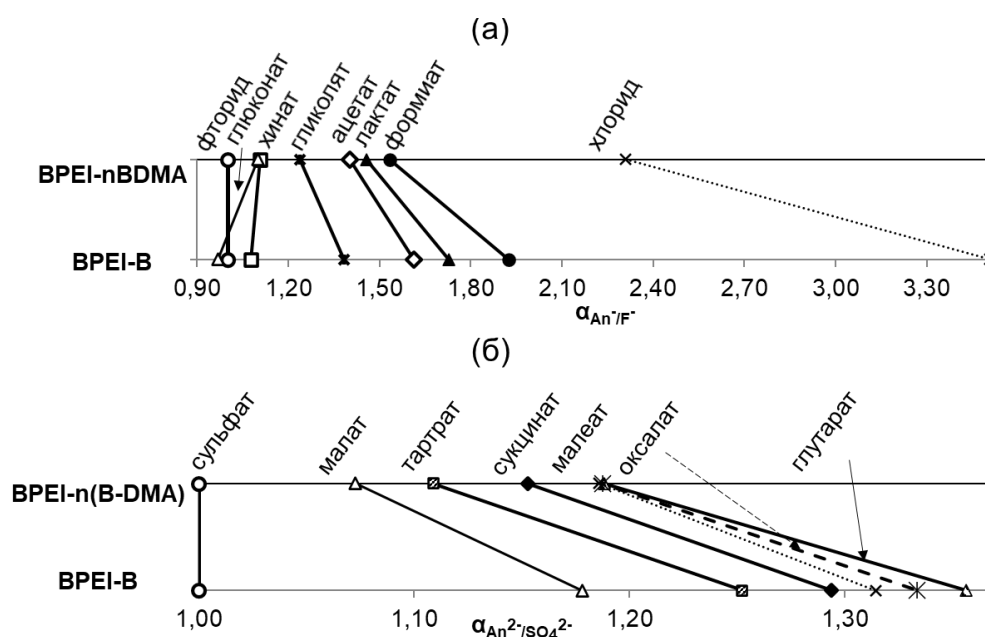 (а)
фторид
глюконат
хинат
гликолят
ацетат
лактат
формиат
хлорид
BPEI-nBDMA
BPEI-B
0,90 1,20 1,50 1,80 2,10 2,40 2,70 3,00 3,30
αAn⁻/F⁻
(б)
сульфат
малат
тартрат
сукцинат
малеат
оксалат
глутарат
BPEI-n(B-DMA)
BPEI-B
1,00 1,10 1,20 1,30
αAn²⁻/SO₄²⁻